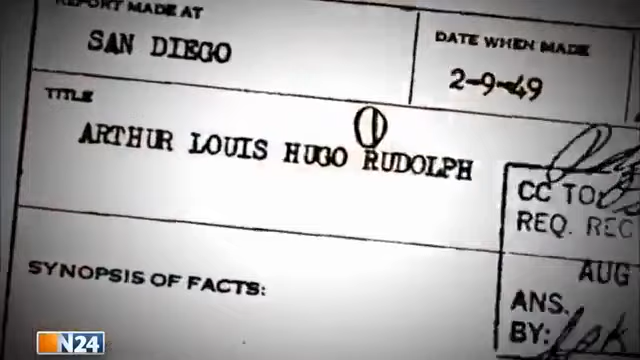 REPORT MADE AT
SAN DIEGO
DATE WHEN MADE
2-9-49
TITLE
ARTHUR LOUIS HUGO RUDOLPH
CC TO:
REQ. REC
AUG
SYNOPSIS OF FACTS:
ANS.
BY:
N24